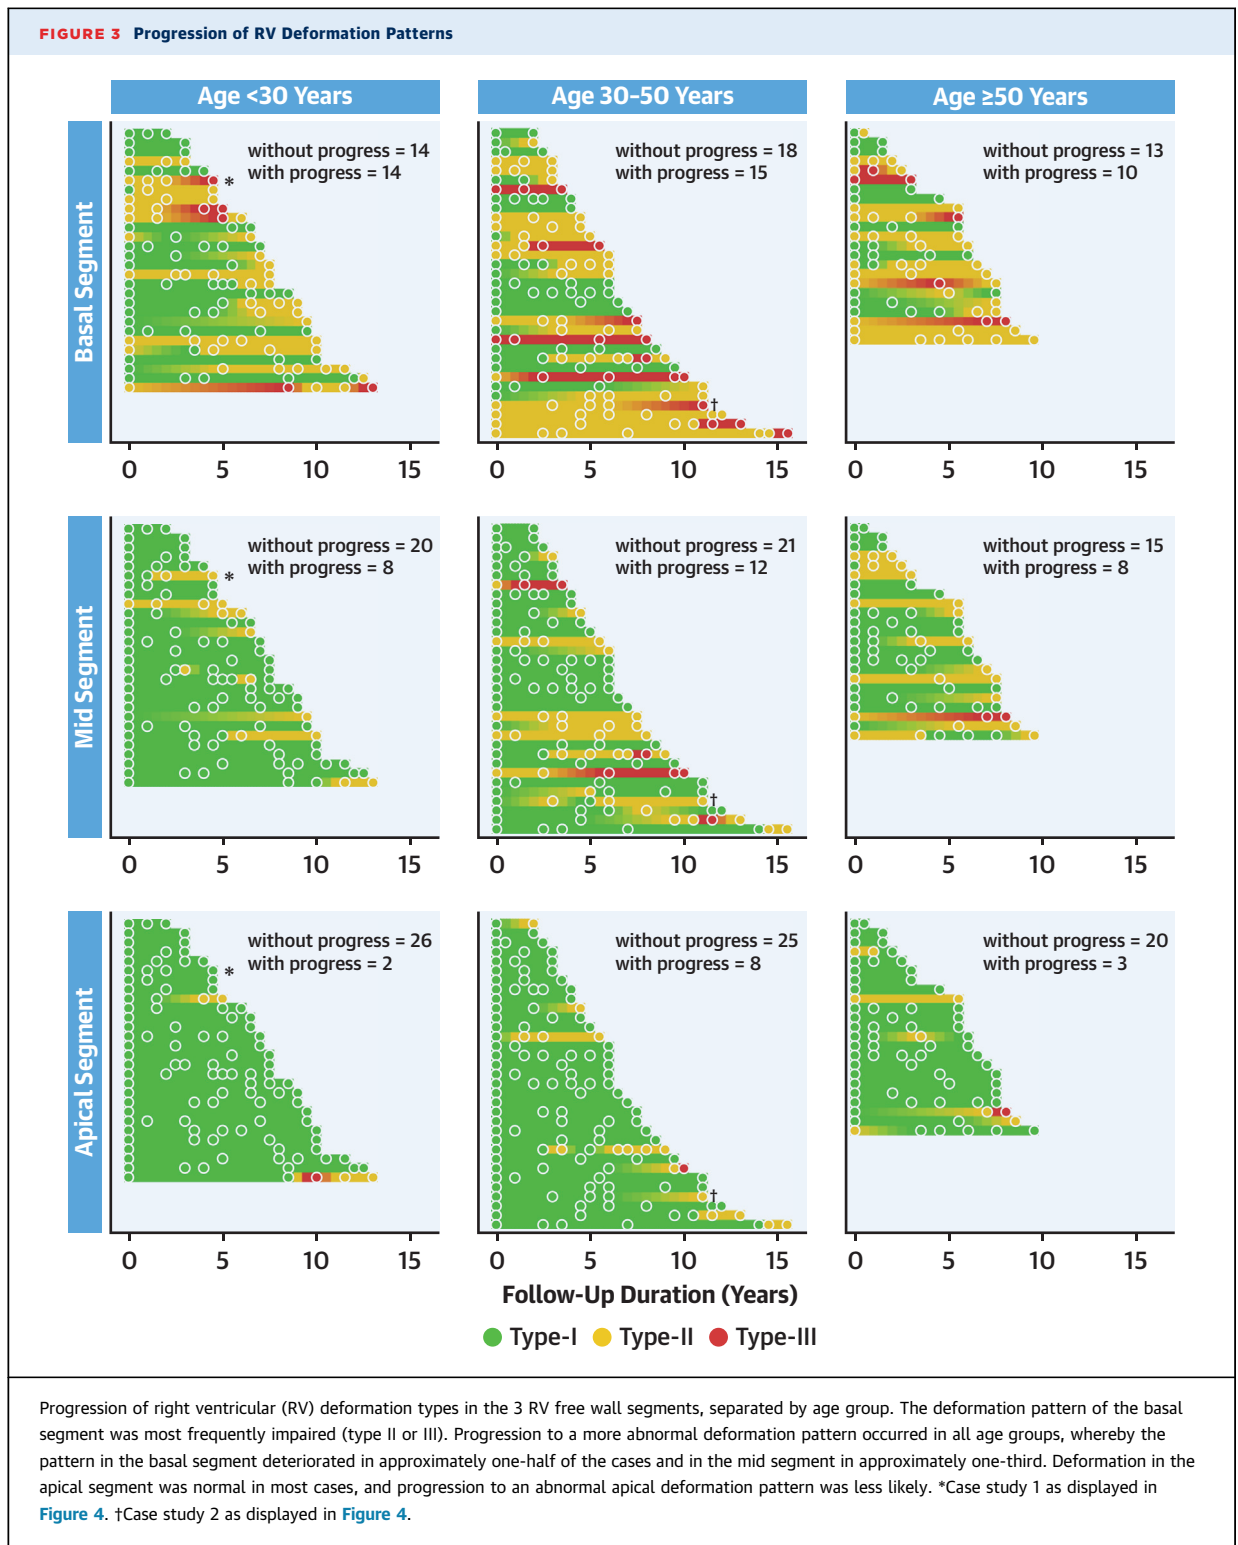 FIGURE 3 Progression of RV Deformation Patterns
Age <30 Years
Age 30-50 Years
Age ≥50 Years
Basal Segment
without progress = 14
with progress = 14
*
without progress = 18
with progress = 15
†
without progress = 13
with progress = 10
0 5 10 15
0 5 10 15
0 5 10 15
Mid Segment
without progress = 20
with progress = 8
*
without progress = 21
with progress = 12
†
without progress = 15
with progress = 8
0 5 10 15
0 5 10 15
0 5 10 15
Apical Segment
without progress = 26
with progress = 2
*
without progress = 25
with progress = 8
†
without progress = 20
with progress = 3
0 5 10 15
0 5 10 15
0 5 10 15
Follow-Up Duration (Years)
Type-I Type-II Type-III
Progression of right ventricular (RV) deformation types in the 3 RV free wall segments, separated by age group. The deformation pattern of the basal
segment was most frequently impaired (type II or III). Progression to a more abnormal deformation pattern occurred in all age groups, whereby the
pattern in the basal segment deteriorated in approximately one-half of the cases and in the mid segment in approximately one-third. Deformation in the
apical segment was normal in most cases, and progression to an abnormal apical deformation pattern was less likely. *Case study 1 as displayed in
Figure 4. †Case study 2 as displayed in Figure 4.